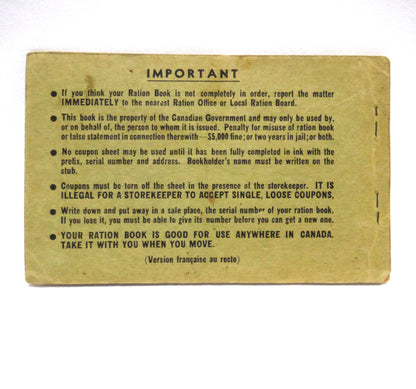 IMPORTANT
● If you think your Ration Book is not completely in order, report the matter
IMMEDIATELY to the nearest Ration Office or Local Ration Board.
● This book is the property of the Canadian Government and may only be used by,
or on behalf of, the person to whom it is issued. Penalty for misuse of ration book
or false statement in connection therewith—$5,000 fine; or two years in jail; or both.
● No coupon sheet may be used until it has been fully completed in ink with the
prefix, serial number and address. Bookholder's name must be written on the
stub.
● Coupons must be torn off the sheet in the presence of the storekeeper. IT IS
ILLEGAL FOR A STOREKEEPER TO ACCEPT SINGLE, LOOSE COUPONS,
● Write down and put away in a safe place, the serial number of your ration book.
If you lose it, you must be able to give its number before you can get a new one.
● YOUR RATION BOOK IS GOOD FOR USE ANYWHERE IN CANADA.
TAKE IT WITH YOU WHEN YOU MOVE.
(Version française au recto)